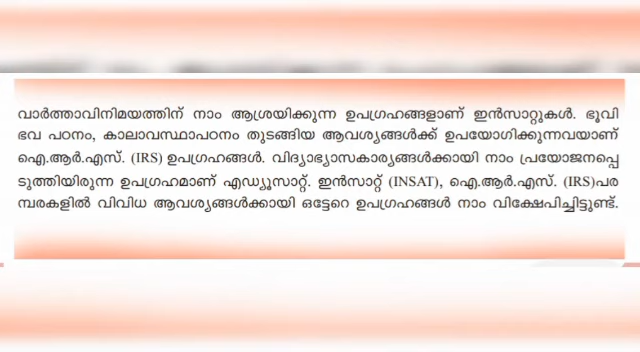 വാർത്താവിനിമയത്തിന് നാം ആശ്രയിക്കുന്ന ഉപഗ്രഹങ്ങളാണ് ഇൻസാറ്റുകൾ. ഭൂവി
ഭവ പഠനം, കാലാവസ്ഥാപഠനം തുടങ്ങിയ ആവശ്യങ്ങൾക്ക് ഉപയോഗിക്കുന്നവയാണ്
ഐ.ആർ.എസ്. (IRS) ഉപഗ്രഹങ്ങൾ. വിദ്യാഭ്യാസകാര്യങ്ങൾക്കായി നാം പ്രയോജനപ്പെ
ടുത്തിയിരുന്ന ഉപഗ്രഹമാണ് എഡ്യൂസാറ്റ്. ഇൻസാറ്റ് (INSAT), ഐ.ആർ.എസ്. (IRS)പര
മ്പരകളിൽ വിവിധ ആവശ്യങ്ങൾക്കായി ഒട്ടേറെ ഉപഗ്രഹങ്ങൾ നാം വിക്ഷേപിച്ചിട്ടുണ്ട്.